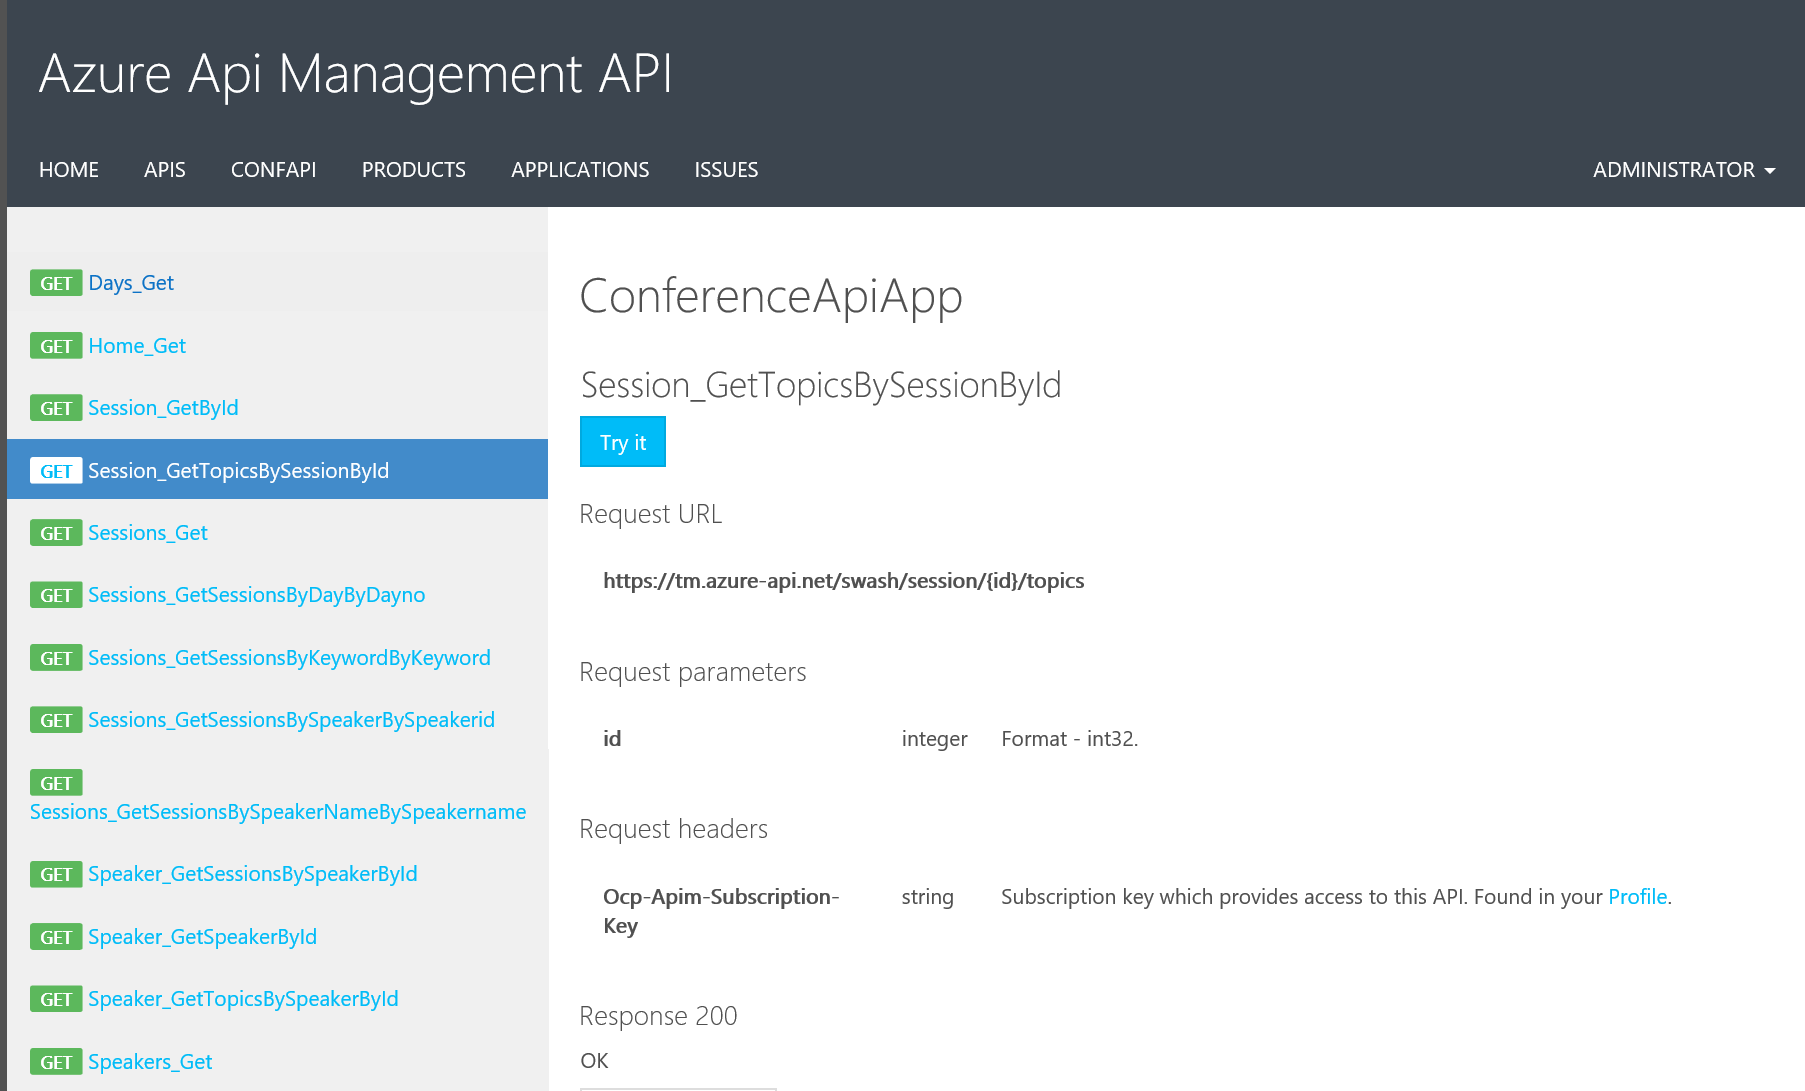 Azure Api Management API
HOME APIS CONFAPI PRODUCTS APPLICATIONS ISSUES ADMINISTRATOR
GET Days_Get
GET Home_Get
GET Session_GetById
GET Session_GetTopicsBySessionById
GET Sessions_Get
GET Sessions_GetSessionsByDayByDayno
GET Sessions_GetSessionsByKeywordByKeyword
GET Sessions_GetSessionsBySpeakerBySpeakerid
GET
Sessions_GetSessionsBySpeakerNameBySpeakername
GET Speaker_GetSessionsBySpeakerById
GET Speaker_GetSpeakerById
GET Speaker_GetTopicsBySpeakerById
GET Speakers_Get
ConferenceApiApp
Session_GetTopicsBySessionById
Try it
Request URL
https://tm.azure-api.net/swash/session/{id}/topics
Request parameters
id integer Format - int32.
Request headers
Ocp-Apim-Subscription- string Subscription key which provides access to this API. Found in your Profile.
Key
Response 200
OK